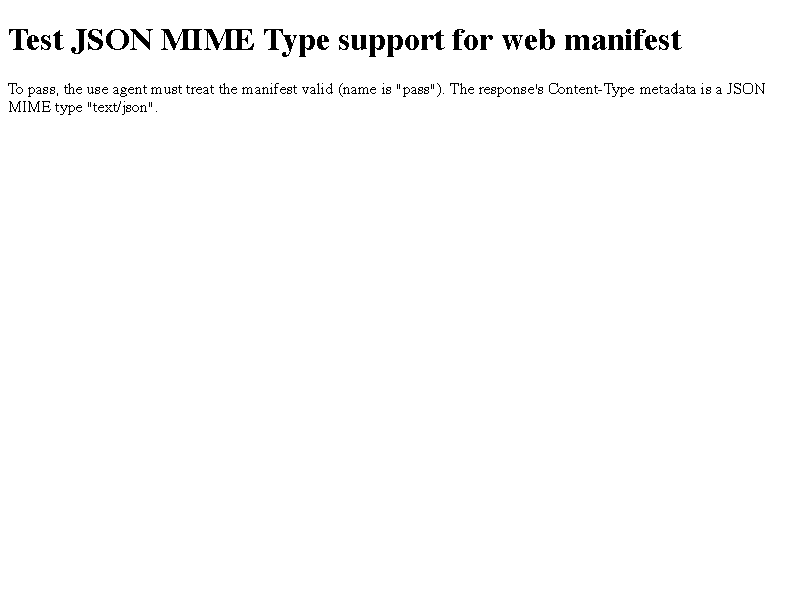 Test JSON MIME Type support for web manifest
To pass, the use agent must treat the manifest valid (name is "pass"). The response's Content-Type metadata is a JSON
MIME type "text/json".